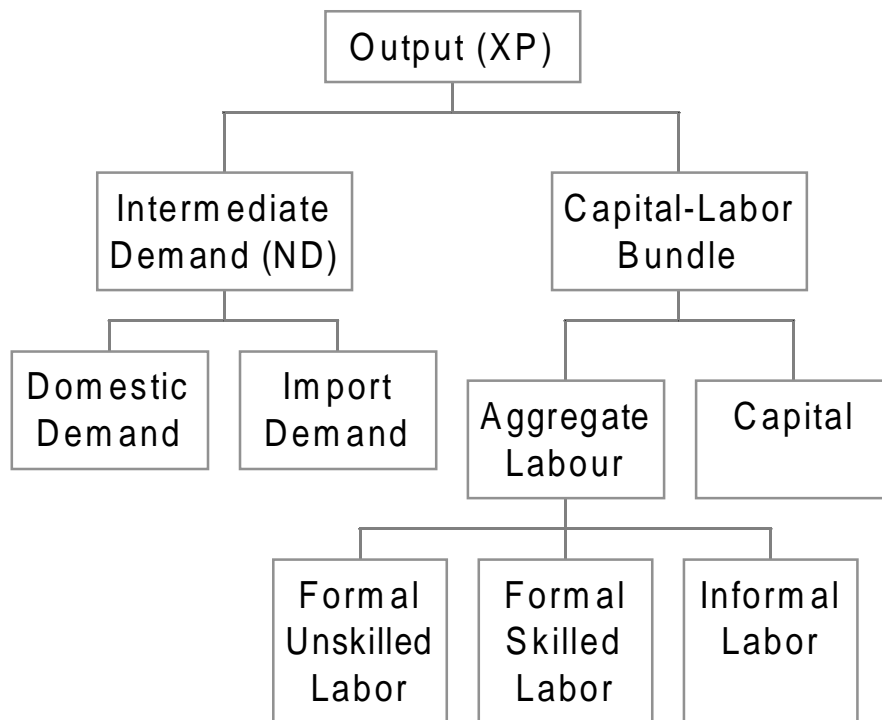 Output (XP)
Intermediate
Demand (ND)
Capital-Labor
Bundle
Domestic
Demand
Import
Demand
Aggregate
Labour
Capital
Formal
Unskilled
Labor
Formal
Skilled
Labor
Informal
Labor